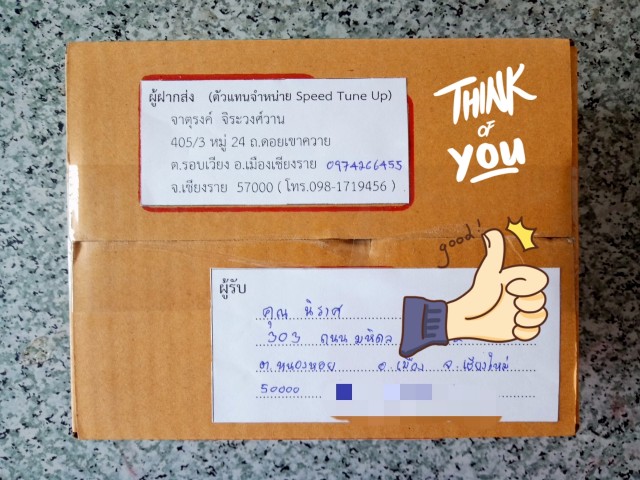 ผู้ฝากส่ง (ตัวแทนจำหน่าย Speed Tune Up)
จาตุรงค์ จิระวงศ์วาน
405/3 หมู่ 24 ถ.ดอยเขาควาย
ต.รอบเวียง อ.เมืองเชียงราย 0974266455
จ.เชียงราย 57000 ( โทร.098-1719456 )
THINK
OF
YOU
good!
ผู้รับ
คุณ นิราศ
303 ถนน มหิดล
ต.หนองหอย อ.เมือง จ.เชียงใหม่
50000